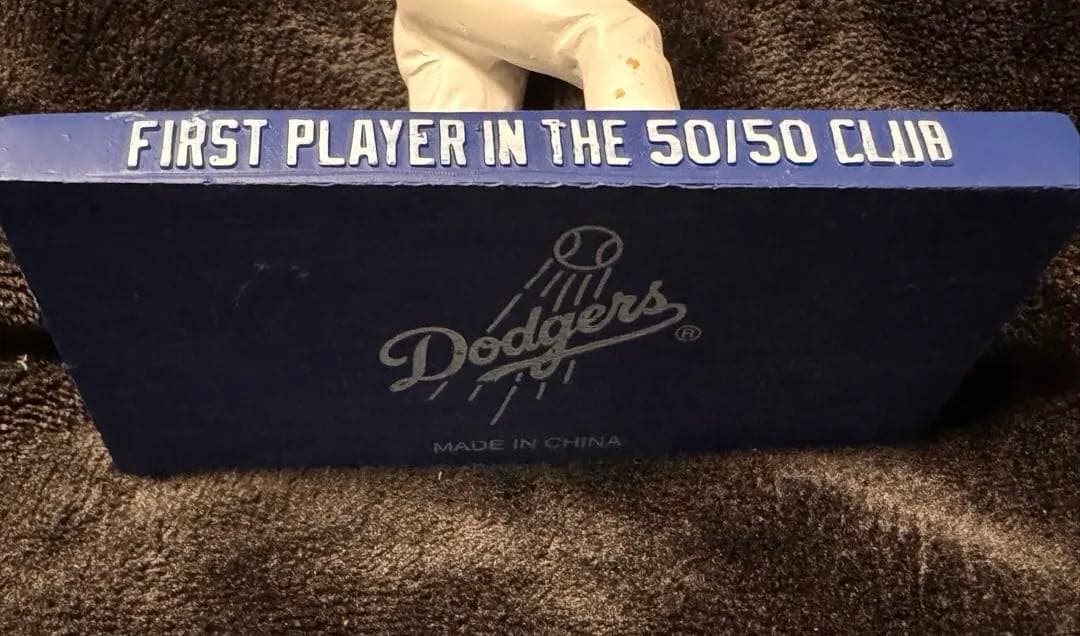 FIRST PLAYER IN THE 50/50 CLUB
Dodgers ®
MADE IN CHINA